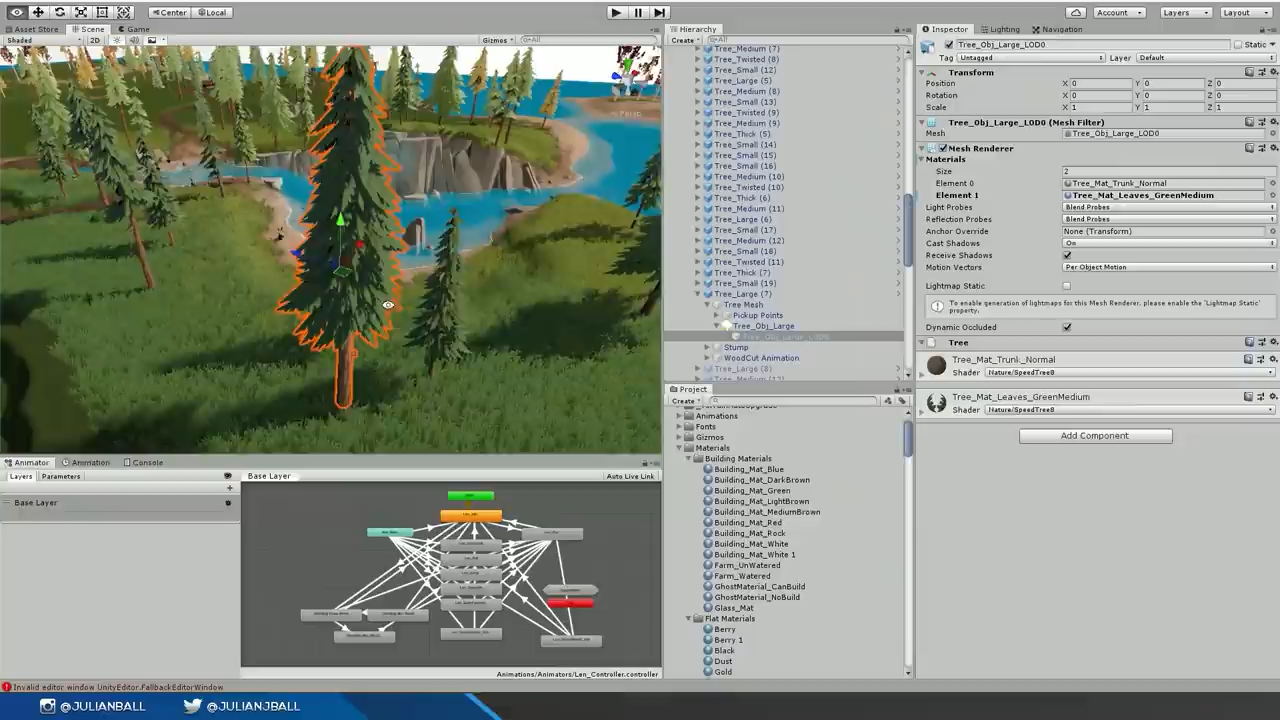 Center
Local
Account
Layers
Layout
Asset Store
Scene
Game
Shaded
2D
Gizmos
All
Persp
Hierarchy
Create
All
Tree_Medium (7)
Tree_Twisted (8)
Tree_Small (12)
Tree_Large (5)
Tree_Medium (8)
Tree_Small (13)
Tree_Twisted (9)
Tree_Medium (9)
Tree_Thick (5)
Tree_Small (14)
Tree_Small (15)
Tree_Small (16)
Tree_Medium (10)
Tree_Twisted (10)
Tree_Thick (6)
Tree_Medium (11)
Tree_Large (6)
Tree_Small (17)
Tree_Medium (12)
Tree_Small (18)
Tree_Twisted (11)
Tree_Thick (7)
Tree_Small (19)
Tree_Large (7)
Tree Mesh
Pickup Points
Tree_Obj_Large
Tree_Obj_Large_LOD0
Stump
WoodCut Animation
Tree_Large (8)
Project
Create
Animations
Fonts
Gizmos
Materials
Building Materials
Building_Mat_Blue
Building_Mat_DarkBrown
Building_Mat_Green
Building_Mat_LightBrown
Building_Mat_MediumBrown
Building_Mat_Red
Building_Mat_Rock
Building_Mat_White
Building_Mat_White 1
Farm_UnWatered
Farm_Watered
GhostMaterial_CanBuild
GhostMaterial_NoBuild
Glass_Mat
Flat Materials
Berry
Berry 1
Black
Dust
Gold
Inspector
Lighting
Navigation
Tree_Obj_Large_LOD0
Static
Tag Untagged Layer Default
Transform
Position X 0 Y 0 Z 0
Rotation X 0 Y 0 Z 0
Scale X 1 Y 1 Z 1
Tree_Obj_Large_LOD0 (Mesh Filter)
Mesh Tree_Obj_Large_LOD0
Mesh Renderer
Materials
Size 2
Element 0 Tree_Mat_Trunk_Normal
Element 1 Tree_Mat_Leaves_GreenMedium
Light Probes Blend Probes
Reflection Probes Blend Probes
Anchor Override None (Transform)
Cast Shadows On
Receive Shadows
Motion Vectors Per Object Motion
Lightmap Static
To enable generation of lightmaps for this Mesh Renderer, please enable the 'Lightmap Static'
property.
Dynamic Occluded
Tree
Tree_Mat_Trunk_Normal
Shader Nature/SpeedTree8
Tree_Mat_Leaves_GreenMedium
Shader Nature/SpeedTree8
Add Component
Animator
Animation
Console
Layers
Parameters
Base Layer
Auto Live Link
Base Layer
Animations/Animators/Len_Controller.controller
Invalid editor window UnityEditor.FallbackEditorWindow
@JULIANBALL
@JULIANJBALL